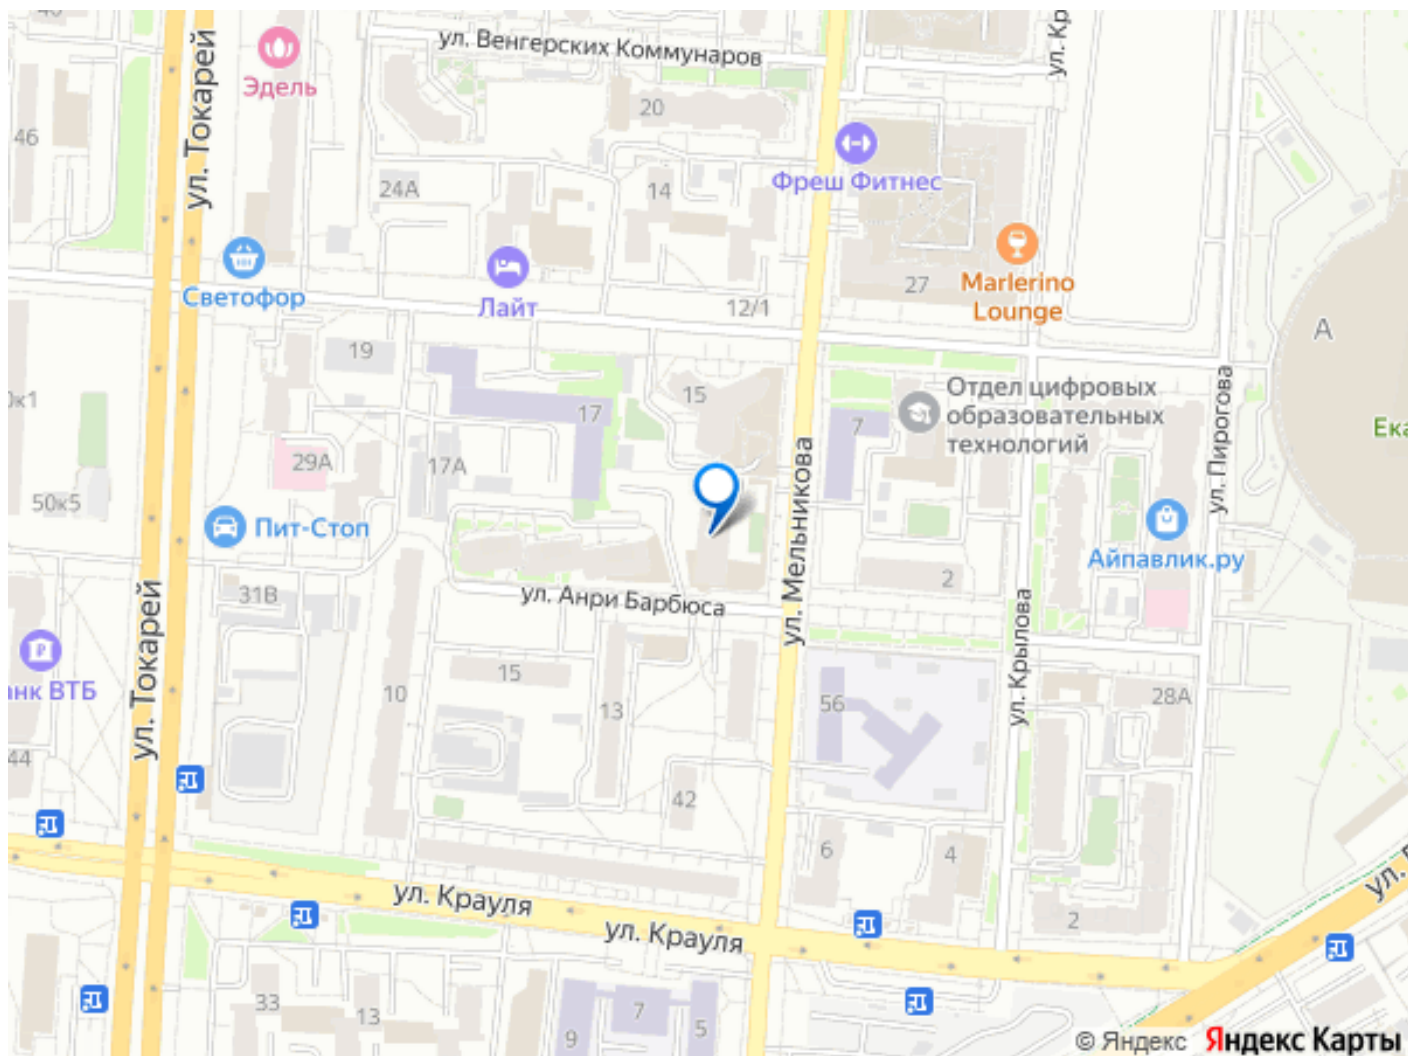 ул. Венгерских Коммунаров
ул. Кр
ул. Токарей
Эдель
46
20
24А
14
Фреш Фитнес
Светофор
Лайт
12/1
27
Marlerino
Lounge
А
19
15
17
29А
17А
7
Отдел цифровых
образовательных
технологий
ул. Пирогова
Ека
50к5
Пит-Стоп
ул. Мельникова
Айпавлик.ру
2
31В
ул. Анри Барбюса
ул. Токарей
ул. Крылова
анк ВТБ
10
15
13
56
28А
44
42
6
4
2
ул. Крауля
ул. Крауля
33
13
7
9
5
© Яндекс Яндекс Карты